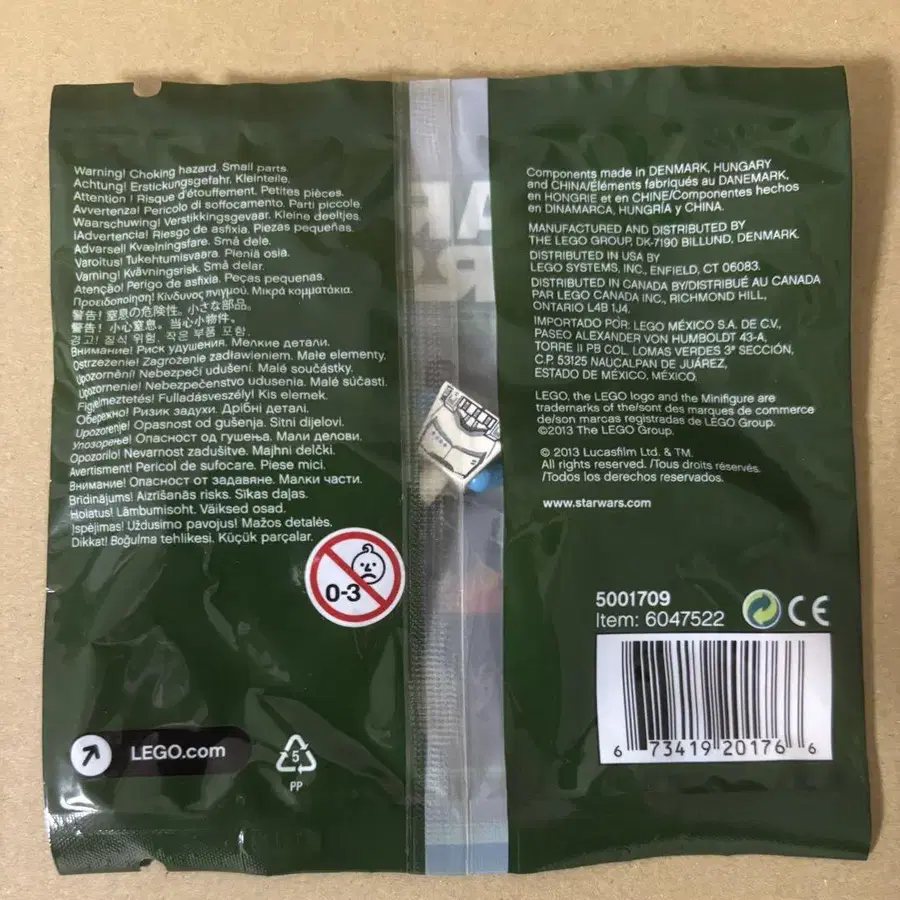 Warning! Choking hazard. Small parts.
Achtung! Erstickungsgefahr. Kleinteile.
Attention ! Risque d'étouffement. Petites pièces.
Avvertenza! Pericolo di soffocamento. Parti piccole.
Waarschuwing! Verstikkingsgevaar. Kleine deeltjes.
¡Advertencia! Riesgo de asfixia. Piezas pequeñas.
Advarsel! Kvælningsfare. Små dele.
Varoitus! Tukehtumisvaara. Pieniä osia.
Varning! Kvävningsrisk. Små delar.
Atenção! Perigo de asfixia. Peças pequenas.
Προειδοποίηση! Κίνδυνος πνιγμού. Μικρά κομματάκια.
警告! 窒息の危険性。小さな部品。
警告! 小心窒息。当心小物件。
경고! 질식 위험. 작은 부품 포함.
Внимание! Риск удушения. Мелкие детали.
Ostrzeżenie! Zagrożenie zadławieniem. Małe elementy.
Upozornění! Nebezpečí udušení. Malé součástky.
Upozornenie! Nebezpečenstvo udusenia. Malé súčasti.
Figyelmeztetés! Fulladásveszély! Kis elemek.
Обережно! Ризик задухи. Дрібні деталі.
Upozorenje! Opasnost od gušenja. Sitni dijelovi.
Упозорење! Опасност од гушења. Мали делови.
Opozorilo! Nevarnost zadušitve. Majhni delčki.
Avertisment! Pericol de sufocare. Piese mici.
Внимание! Опасност от задавяне. Малки части.
Brīdinājums! Aizrīšanās risks. Sīkas daļas.
Hoiatus! Lämbumisoht. Väiksed osad.
Įspėjimas! Uždusimo pavojus! Mažos detalės.
Dikkat! Boğulma tehlikesi. Küçük parçalar.
0-3
LEGO.com
5
PP
Components made in DENMARK, HUNGARY
and CHINA/Éléments fabriqués au DANEMARK,
en HONGRIE et en CHINE/Componentes hechos
en DINAMARCA, HUNGRÍA y CHINA.
MANUFACTURED AND DISTRIBUTED BY
THE LEGO GROUP, DK-7190 BILLUND, DENMARK.
DISTRIBUTED IN USA BY
LEGO SYSTEMS, INC., ENFIELD, CT 06083.
DISTRIBUTED IN CANADA BY/DISTRIBUÉ AU CANADA
PAR LEGO CANADA INC., RICHMOND HILL,
ONTARIO L4B 1J4.
IMPORTADO POR: LEGO MÉXICO S.A. DE C.V.,
PASEO ALEXANDER VON HUMBOLDT 43-A,
TORRE II PB COL. LOMAS VERDES 3ª SECCIÓN,
C.P. 53125 NAUCALPAN DE JUÁREZ,
ESTADO DE MÉXICO, MÉXICO.
LEGO, the LEGO logo and the Minifigure are
trademarks of the/sont des marques de commerce
de/son marcas registradas de LEGO Group.
©2013 The LEGO Group.
© 2013 Lucasfilm Ltd. & TM.
All rights reserved. /Tous droits réservés.
/Todos los derechos reservados.
www.starwars.com
5001709
Item: 6047522
CE
6 73419 20176 6